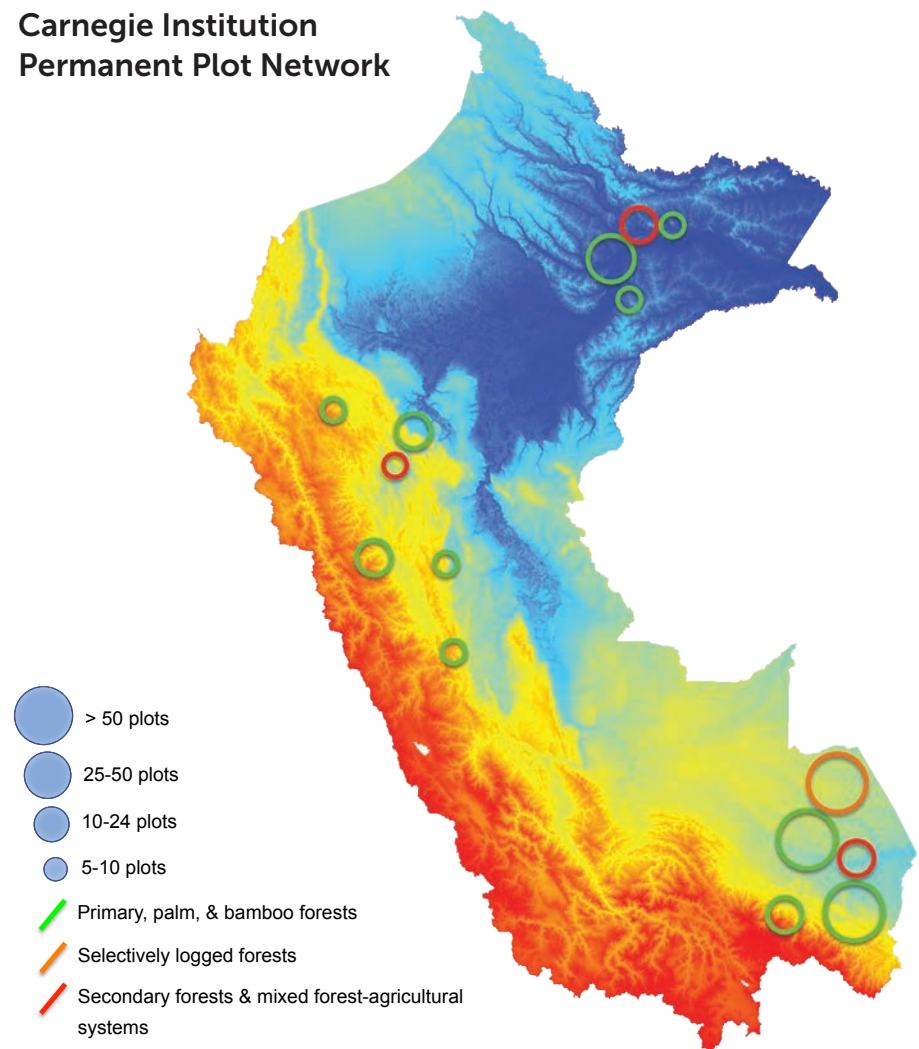 Carnegie Institution
Permanent Plot Network
> 50 plots
25-50 plots
10-24 plots
5-10 plots
Primary, palm, & bamboo forests
Selectively logged forests
Secondary forests & mixed forest-agricultural
systems